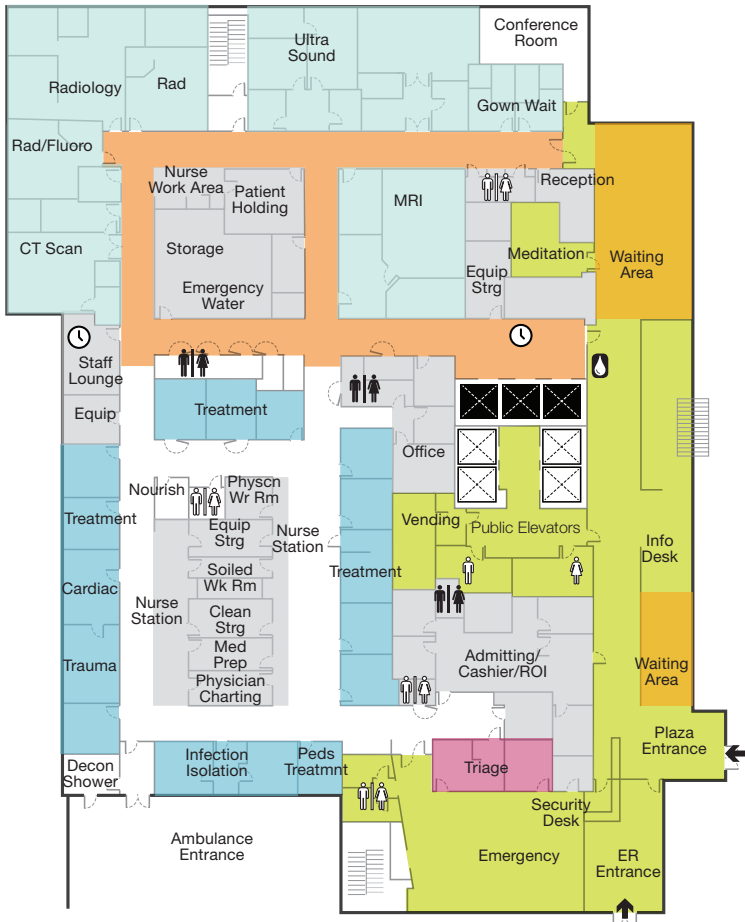 Conference
Room
Ultra
Sound
Radiology
Rad
Gown Wait
Rad/Fluoro
Nurse
Work Area
Patient
Holding
Reception
MRI
CT Scan
Storage
Meditation
Waiting
Area
Equip
Strg
Emergency
Water
Staff
Lounge
Equip
Treatment
Office
Nourish
Physcn
Wr Rm
Treatment
Equip
Strg
Nurse
Station
Vending
Public Elevators
Info
Desk
Soiled
Wk Rm
Treatment
Cardiac
Nurse
Station
Clean
Strg
Med
Prep
Trauma
Physician
Charting
Admitting/
Cashier/ROI
Waiting
Area
Plaza
Entrance
Decon
Shower
Infection
Isolation
Peds
Treatmnt
Triage
Security
Desk
Ambulance
Entrance
Emergency
ER
Entrance